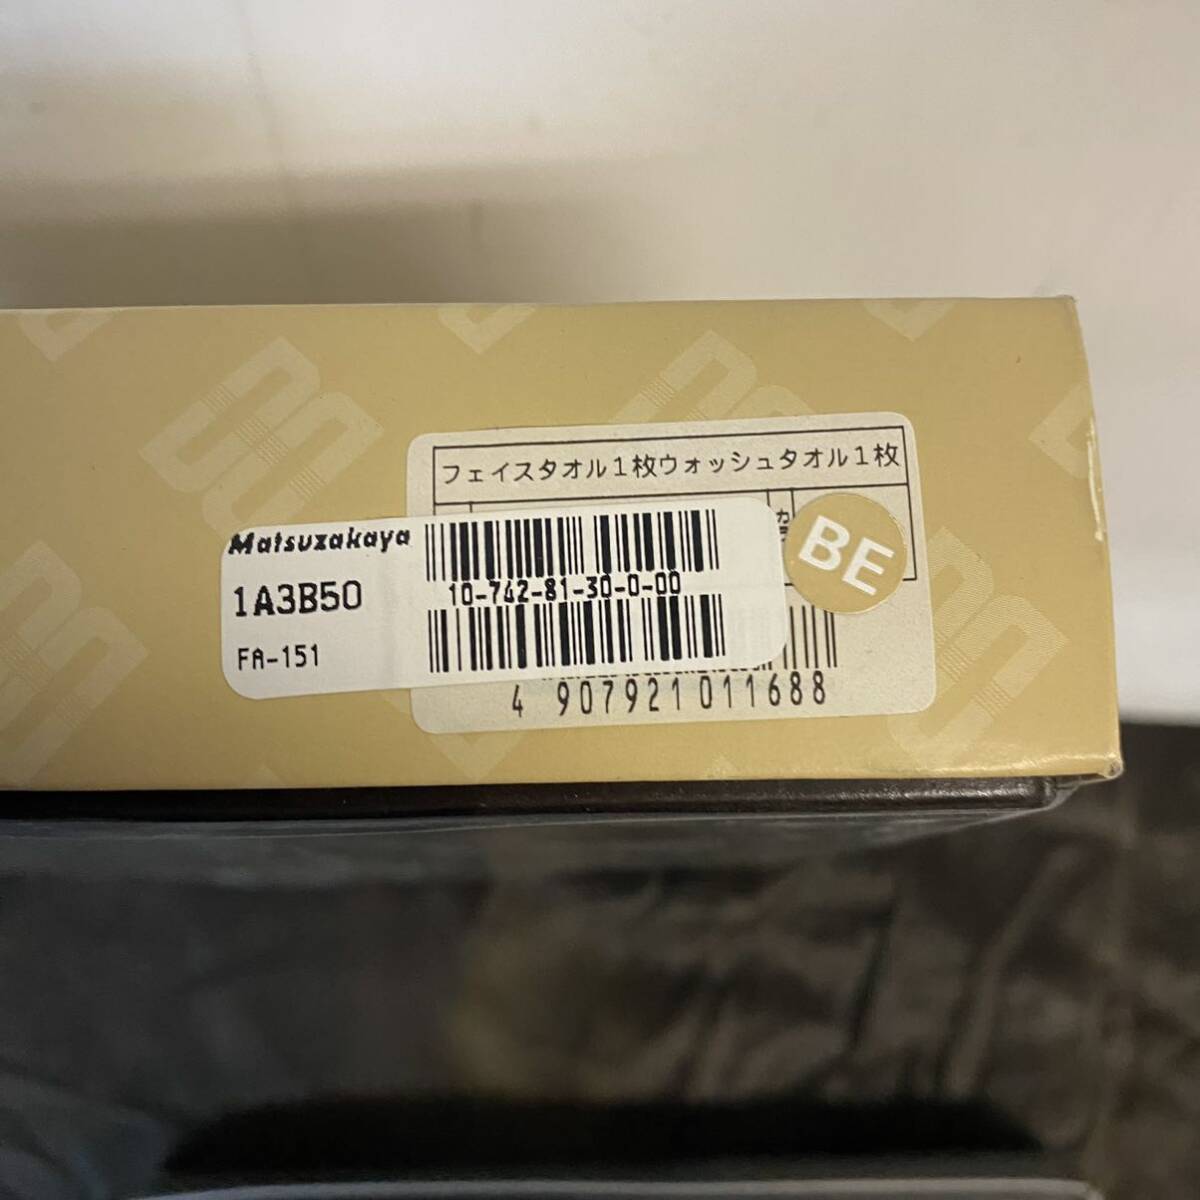 フェイスタオル1枚ウォッシュタオル1枚
Matsuzakaya
1A3B50
10-742-81-30-0-00
FA-151
BE
4 907921 011688